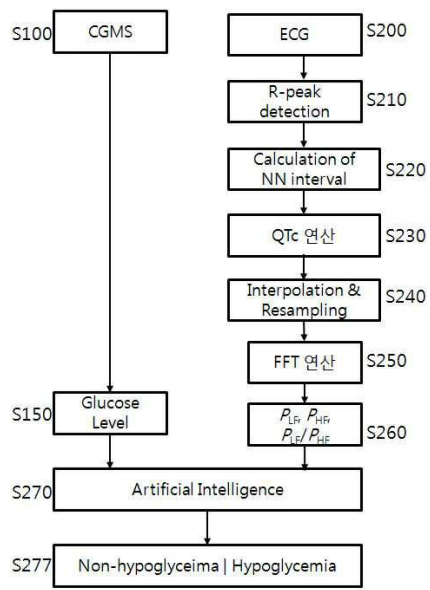 S100
CGMS
ECG
S200
R-peak
detection
S210
Calculation of
NN interval
S220
QTc 연산
S230
Interpolation &
Resampling
S240
FFT 연산
S250
S150
Glucose
Level
PLF, PHF,
PLF/PHF
S260
S270
Artificial Intelligence
S277
Non-hypoglyceima | Hypoglycemia